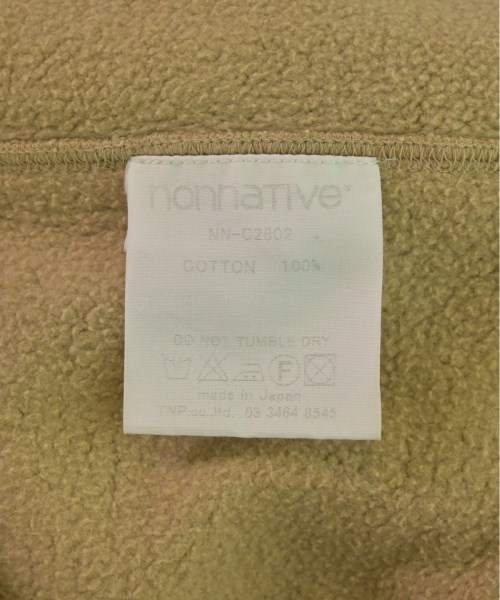 nonnative®
NN-C2802
COTTON 100%
DO NOT TUMBLE DRY
F
made in Japan
TNP.co.,ltd. 03 3464 8545